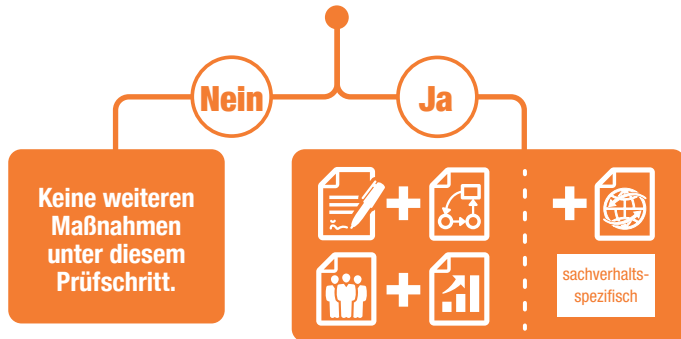 Nein
Ja
Keine weiteren
Maßnahmen
unter diesem
Prüfschritt.
sachverhalts-
spezifisch